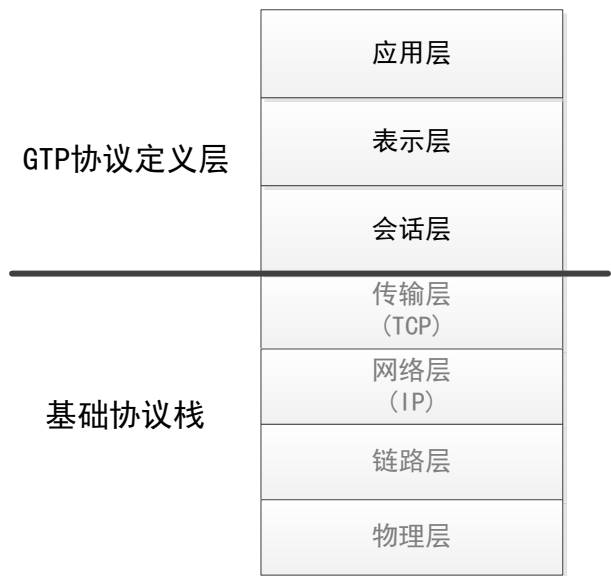 应用层
表示层
GTP协议定义层
会话层
传输层
（TCP）
网络层
（IP）
基础协议栈
链路层
物理层